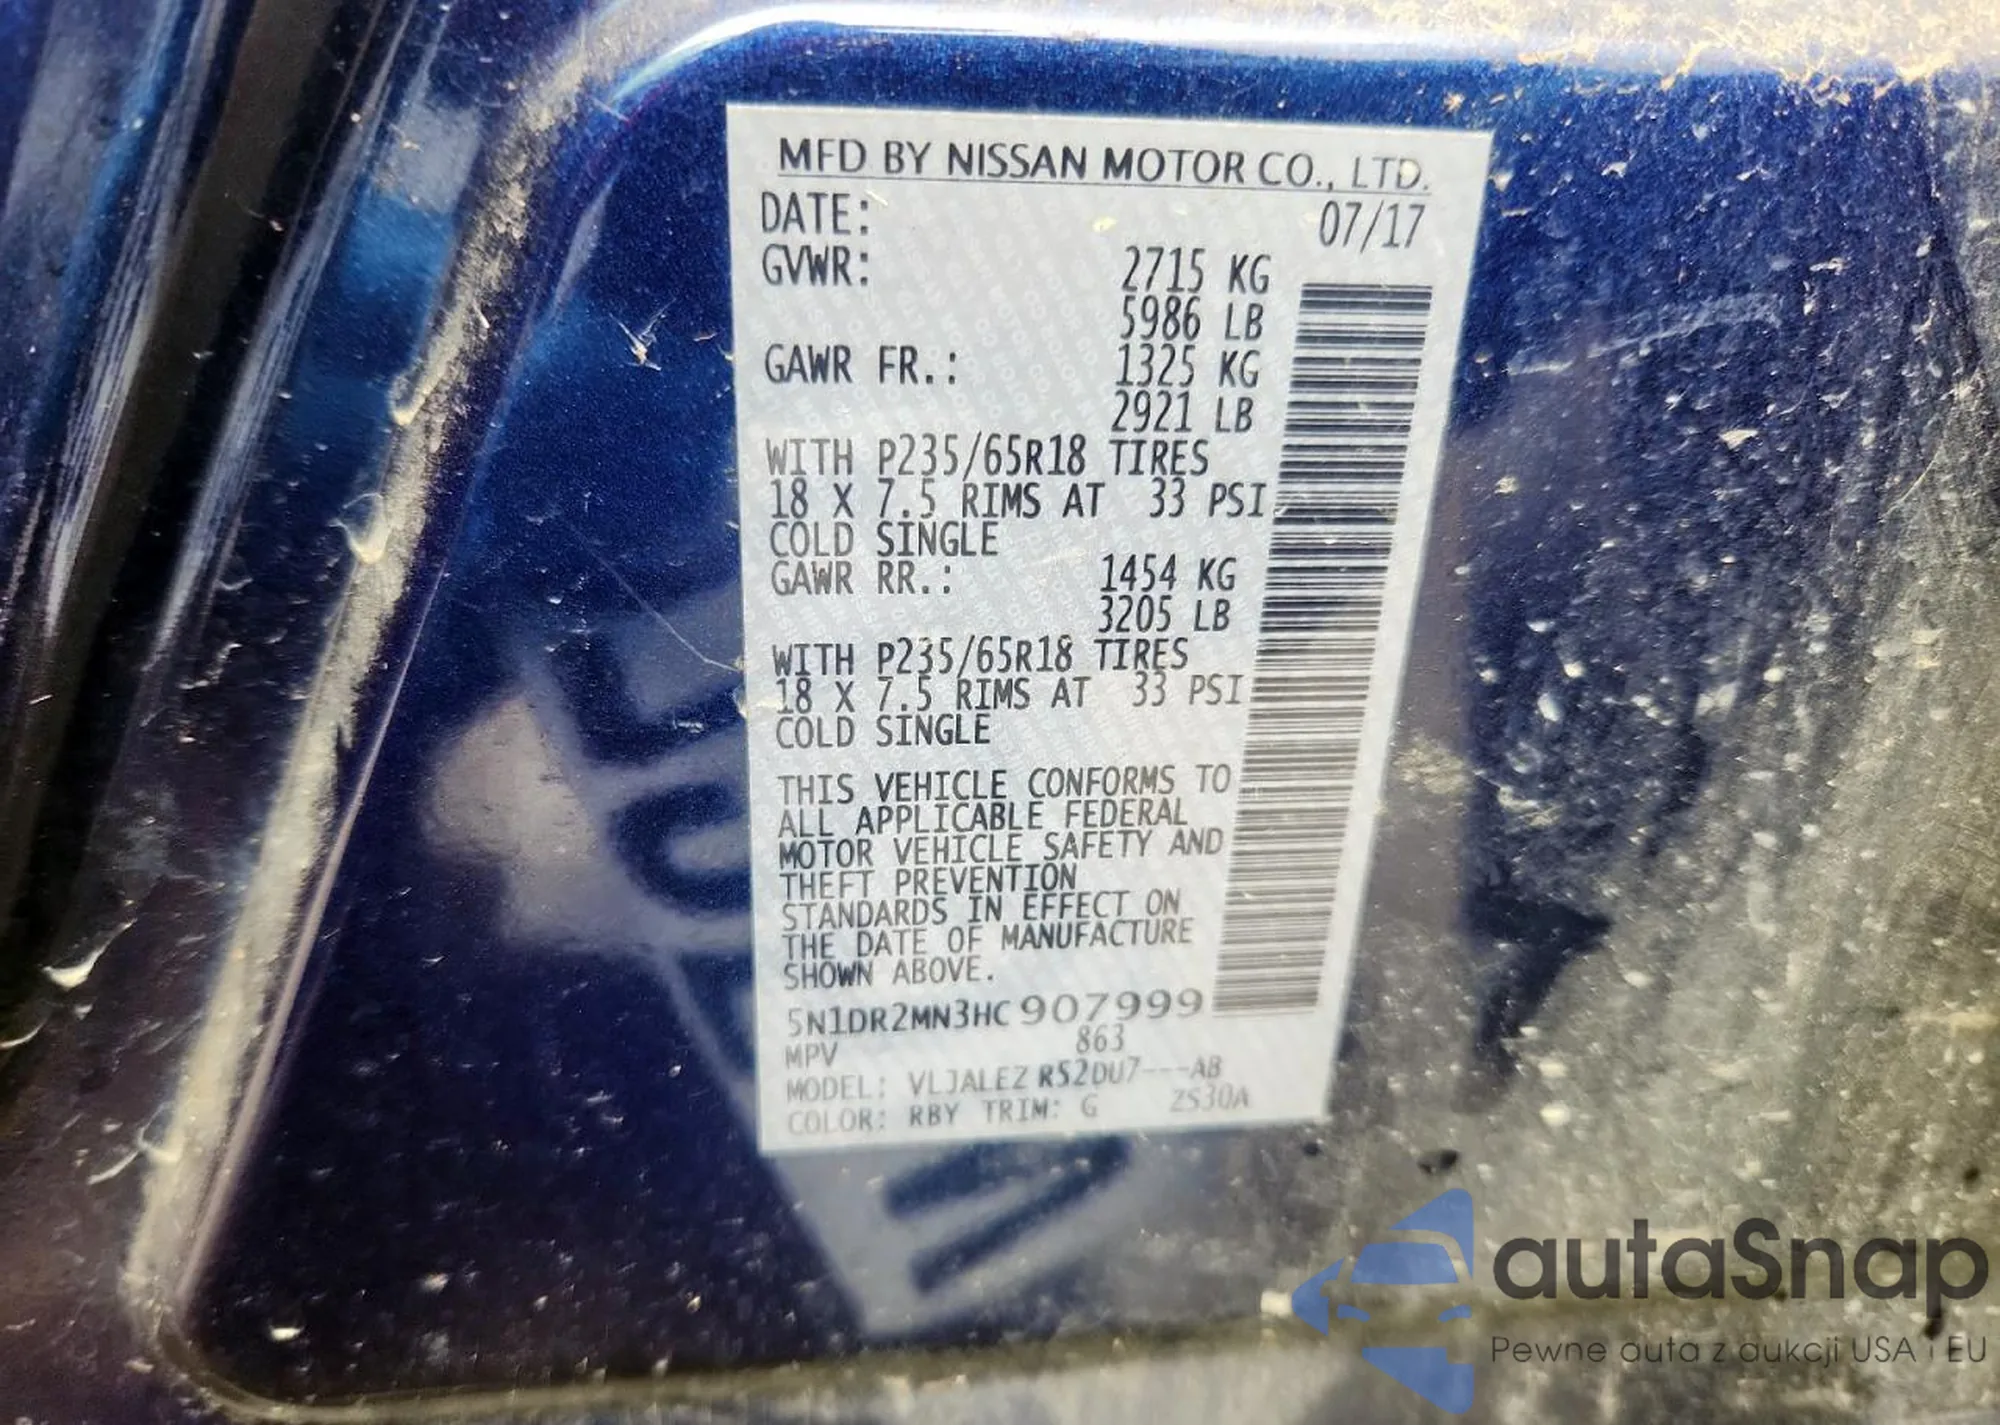 MFD BY NISSAN MOTOR CO., LTD.
DATE: 07/17
GVWR: 2715 KG
5986 LB
GAWR FR.: 1325 KG
2921 LB
WITH P235/65R18 TIRES
18 X 7.5 RIMS AT 33 PSI
COLD SINGLE
GAWR RR.: 1454 KG
3205 LB
WITH P235/65R18 TIRES
18 X 7.5 RIMS AT 33 PSI
COLD SINGLE
THIS VEHICLE CONFORMS TO
ALL APPLICABLE FEDERAL
MOTOR VEHICLE SAFETY AND
THEFT PREVENTION
STANDARDS IN EFFECT ON
THE DATE OF MANUFACTURE
SHOWN ABOVE.
5N1DR2MN3HC907999
MPV 863
MODEL: VLJALEZ R52DU7---AB
COLOR: RBY TRIM: G ZS30A
autaSnap
Pewne auta z aukcji USA i EU